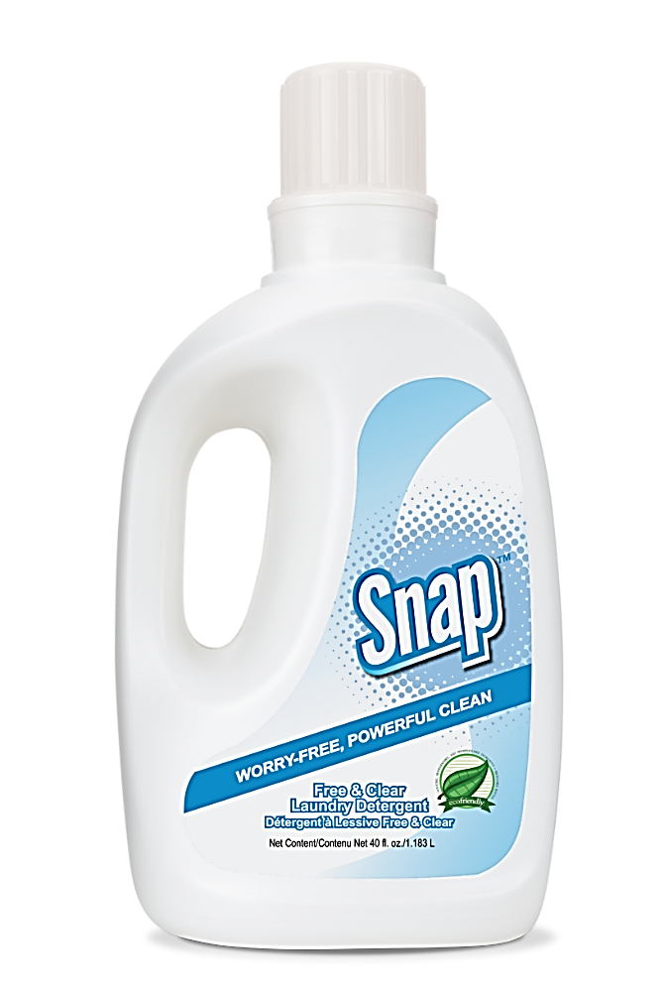 Snap™
WORRY-FREE, POWERFUL CLEAN
Free & Clear
Laundry Detergent
Détergent à Lessive Free & Clear
ecofriendly
Net Content/Contenu Net 40 fl. oz./1.183 L